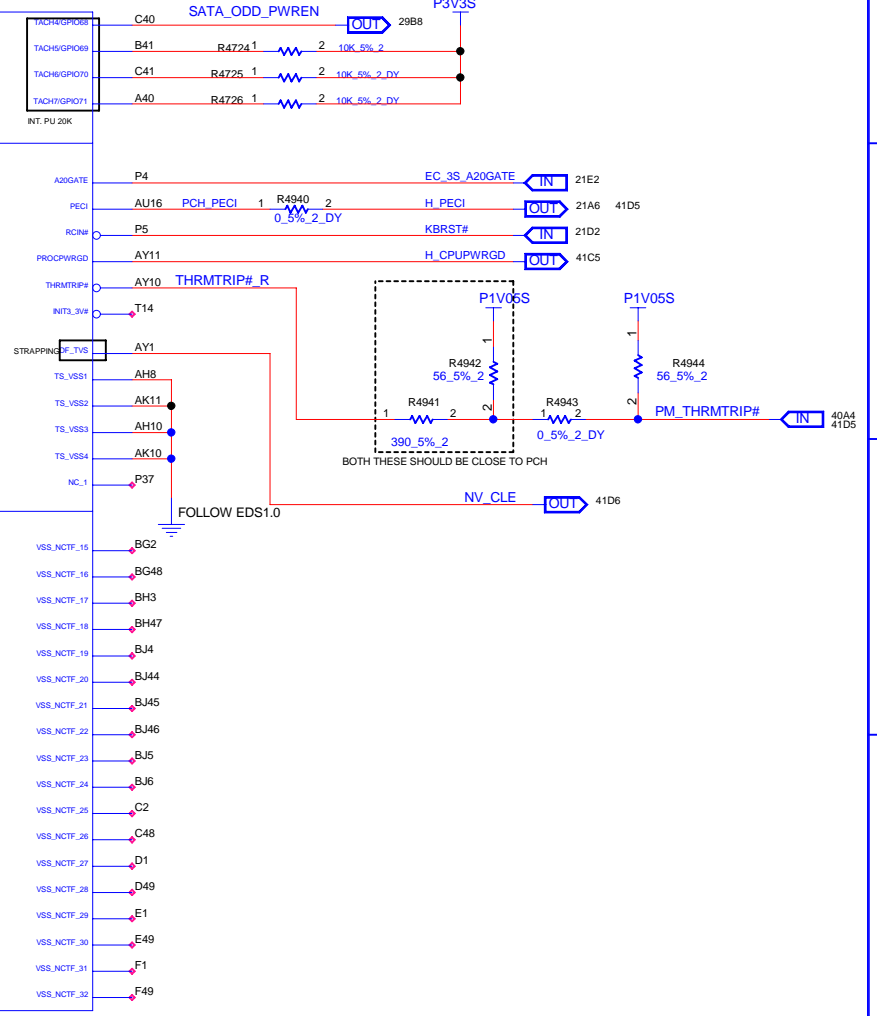 P3V3S
SATA_ODD_PWREN
TACH4/GPIO68 C40 OUT 29B8
TACH5/GPIO69 B41 R4724 1 2 10K_5%_2
TACH6/GPIO70 C41 R4725 1 2 10K_5%_2_DY
TACH7/GPIO71 A40 R4726 1 2 10K_5%_2_DY
INT. PU 20K
A20GATE P4 EC_3S_A20GATE IN 21E2
R4940
PECI AU16 PCH_PECI 1 2 H_PECI OUT 21A6 41D5
0_5%_2_DY
RCIN# P5 KBRST# IN 21D2
PROCPWRGD AY11 H_CPUPWRGD OUT 41C5
THRMTRIP# AY10 THRMTRIP#_R
P1V05S P1V05S
INIT3_3V# T14
1 1
STRAPPING DF_TVS AY1
R4942 R4944
56_5%_2 56_5%_2
TS_VSS1 AH8
TS_VSS2 AK11
2 2
R4941 R4943
1 2 1 2 PM_THRMTRIP# IN 40A4
41D5
390_5%_2 0_5%_2_DY
TS_VSS3 AH10
TS_VSS4 AK10
BOTH THESE SHOULD BE CLOSE TO PCH
NC_1 P37
NV_CLE OUT 41D6
FOLLOW EDS1.0
VSS_NCTF_15 BG2
VSS_NCTF_16 BG48
VSS_NCTF_17 BH3
VSS_NCTF_18 BH47
VSS_NCTF_19 BJ4
VSS_NCTF_20 BJ44
VSS_NCTF_21 BJ45
VSS_NCTF_22 BJ46
VSS_NCTF_23 BJ5
VSS_NCTF_24 BJ6
VSS_NCTF_25 C2
VSS_NCTF_26 C48
VSS_NCTF_27 D1
VSS_NCTF_28 D49
VSS_NCTF_29 E1
VSS_NCTF_30 E49
VSS_NCTF_31 F1
VSS_NCTF_32 F49